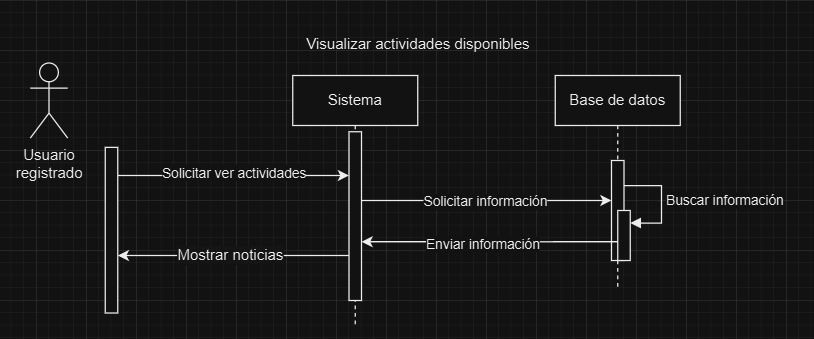 Visualizar actividades disponibles
Sistema
Base de datos
Usuario
registrado
Solicitar ver actividades
Solicitar información
Buscar información
Enviar información
Mostrar noticias